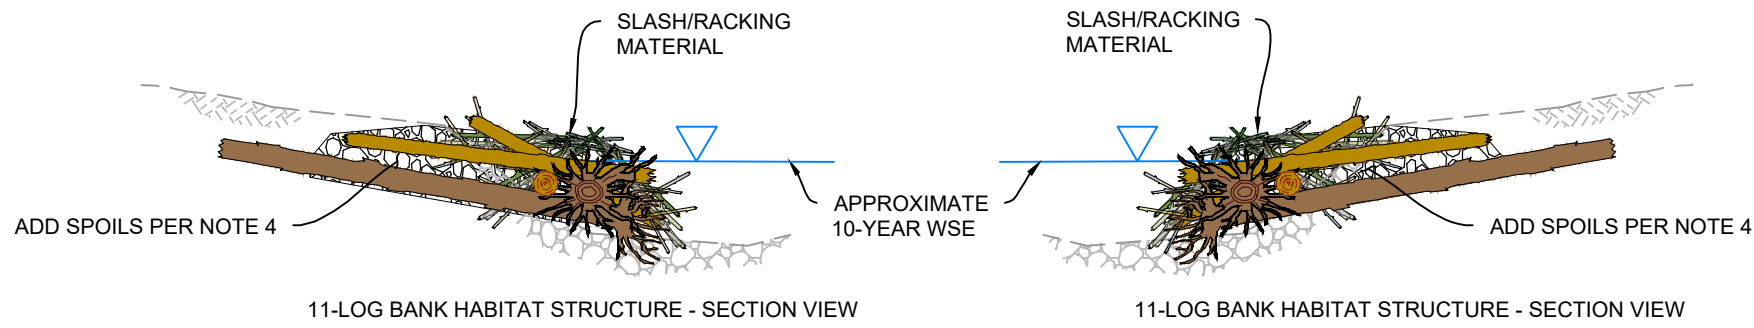 SLASH/RACKING
MATERIAL
ADD SPOILS PER NOTE 4
11-LOG BANK HABITAT STRUCTURE - SECTION VIEW
APPROXIMATE
10-YEAR WSE
SLASH/RACKING
MATERIAL
ADD SPOILS PER NOTE 4
11-LOG BANK HABITAT STRUCTURE - SECTION VIEW